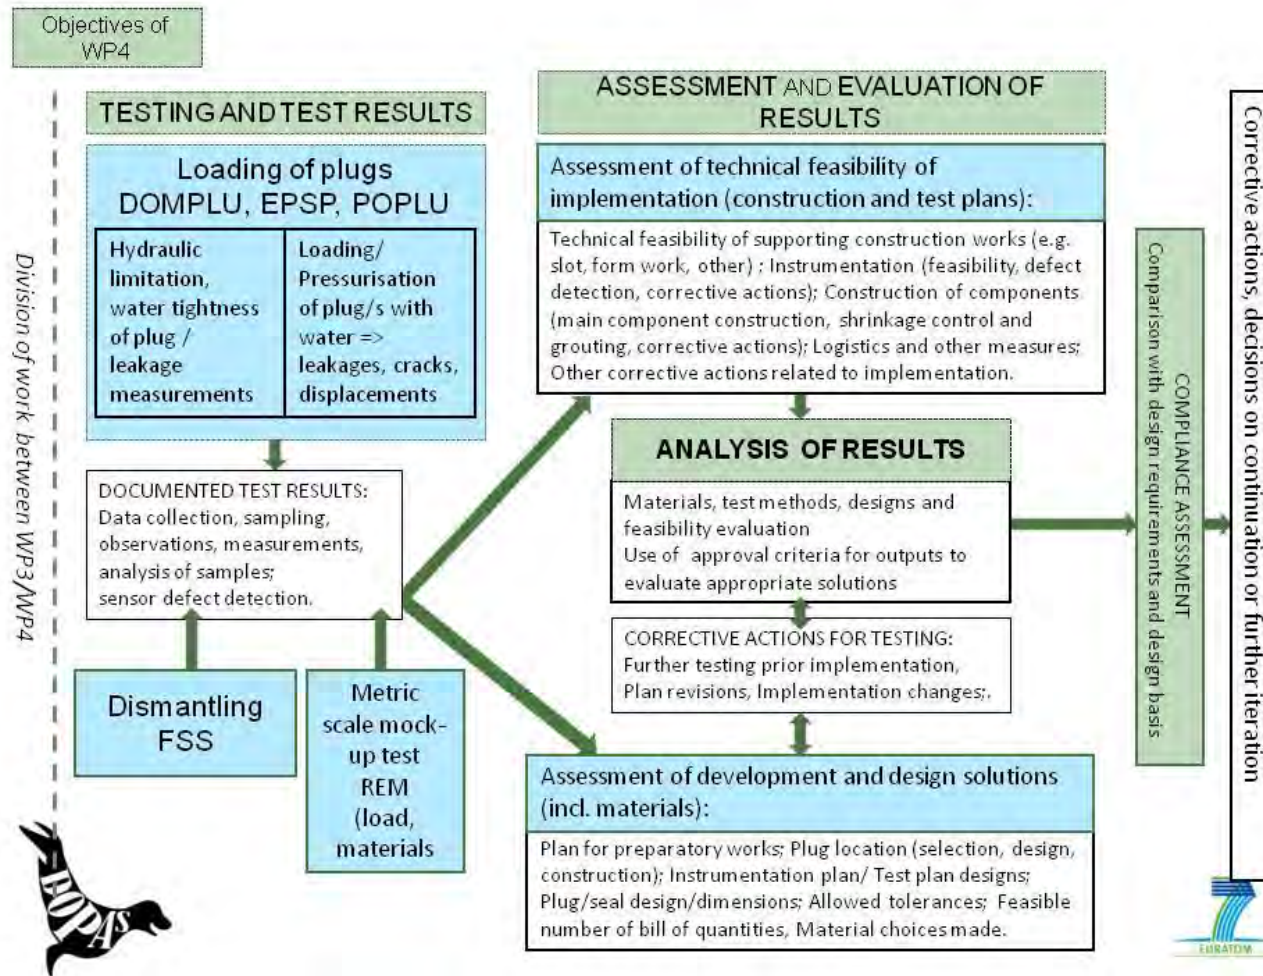 Objectives of
WP4
Division of work between WP3/WP4
TESTING AND TEST RESULTS
Loading of plugs
DOMPLU, EPSP, POPLU
Hydraulic
limitation,
water tightness
of plug /
leakage
measurements
Loading/
Pressurisation
of plug/s with
water =>
leakages, cracks,
displacements
DOCUMENTED TEST RESULTS:
Data collection, sampling,
observations, measurements,
analysis of samples;
sensor defect detection.
Dismantling
FSS
Metric
scale mock-
up test
REM
(load,
materials
ASSESSMENT AND EVALUATION OF
RESULTS
Assessment of technical feasibility of
implementation (construction and test plans):
Technical feasibility of supporting construction works (e.g.
slot, form work, other) ; Instrumentation (feasibility, defect
detection, corrective actions); Construction of components
(main component construction, shrinkage control and
grouting, corrective actions); Logistics and other measures;
Other corrective actions related to implementation.
ANALYSIS OF RESULTS
Materials, test methods, designs and
feasibility evaluation
Use of approval criteria for outputs to
evaluate appropriate solutions
CORRECTIVE ACTIONS FOR TESTING:
Further testing prior implementation,
Plan revisions, Implementation changes;.
Assessment of development and design solutions
(incl. materials):
Plan for preparatory works; Plug location (selection, design,
construction); Instrumentation plan/ Test plan designs;
Plug/seal design/dimensions; Allowed tolerances; Feasible
number of bill of quantities, Material choices made.
COMPLIANCE ASSESSMENT
Comparison with design requirements and design basis.
Corrective actions, decisions on continuation or further iteration
DOPAS
7
EURATOM